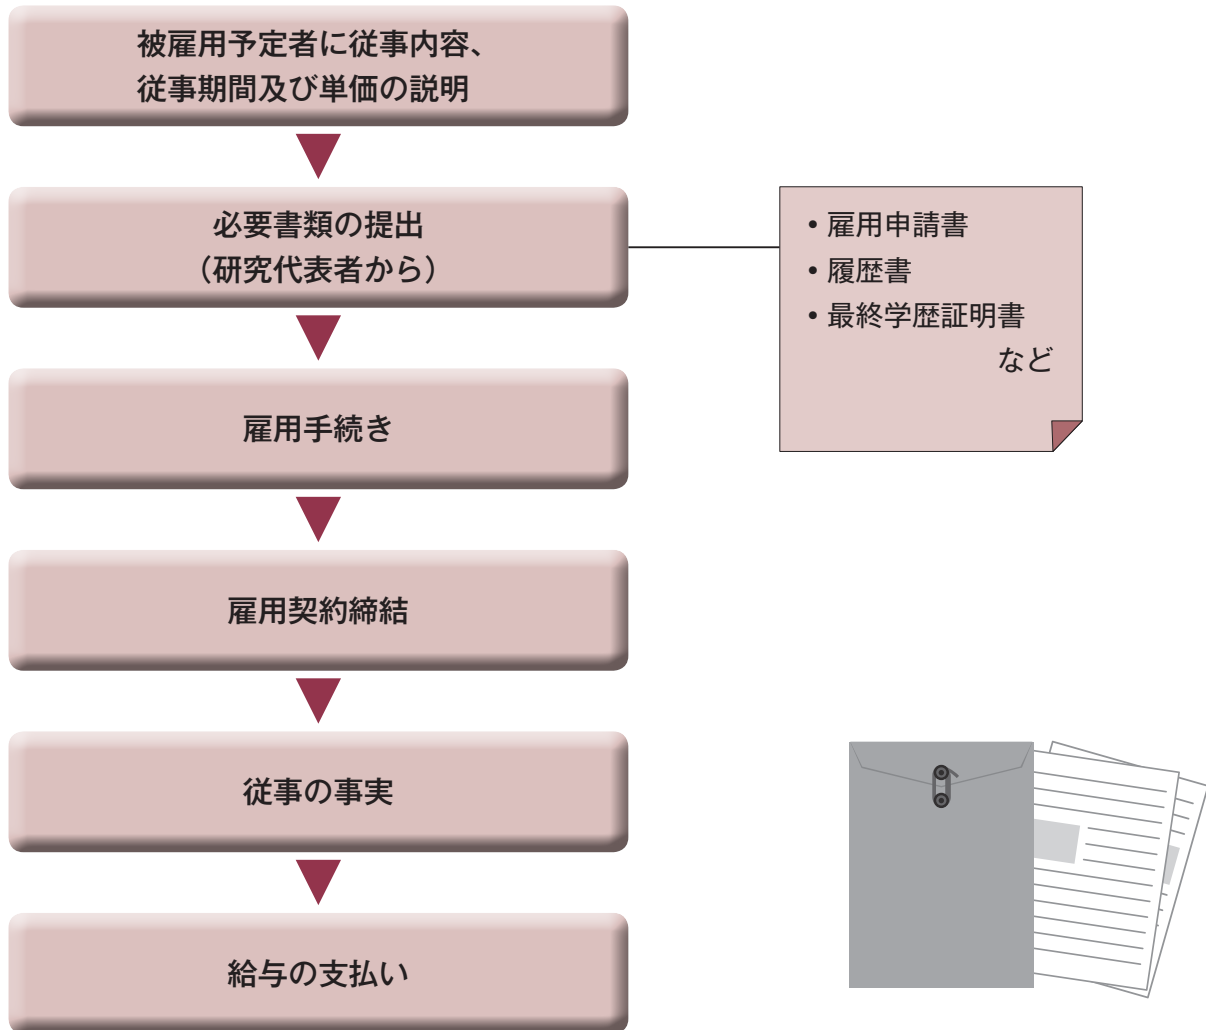 被雇用予定者に従事内容、
従事期間及び単価の説明
必要書類の提出
（研究代表者から）
• 雇用申請書
• 履歴書
• 最終学歴証明書
など
雇用手続き
雇用契約締結
従事の事実
給与の支払い